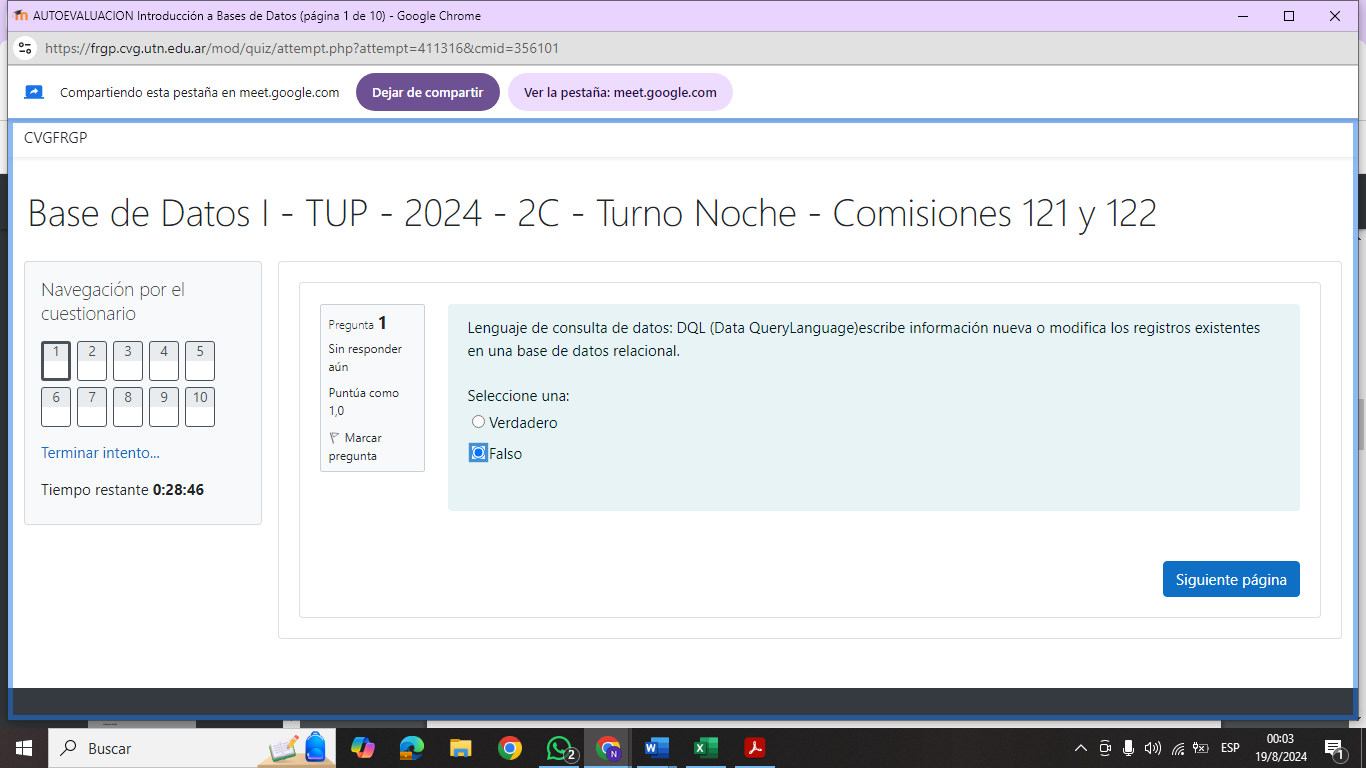 AUTOEVALUACION Introducción a Bases de Datos (página 1 de 10) - Google Chrome
https://frgp.cvg.utn.edu.ar/mod/quiz/attempt.php?attempt=411316&cmid=356101
Compartiendo esta pestaña en meet.google.com
Dejar de compartir
Ver la pestaña: meet.google.com
CVGFRGP
Base de Datos I - TUP - 2024 - 2C - Turno Noche - Comisiones 121 y 122
Navegación por el
cuestionario
1 2 3 4 5
6 7 8 9 10
Terminar intento...
Tiempo restante 0:28:46
Pregunta 1
Sin responder
aún
Puntúa como
1,0
Marcar
pregunta
Lenguaje de consulta de datos: DQL (Data QueryLanguage)escribe información nueva o modifica los registros existentes
en una base de datos relacional.
Seleccione una:
Verdadero
Falso
Siguiente página
Buscar
2
N
ESP
00:03
19/8/2024
1